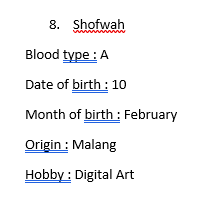 8. Shofwah
Blood type : A
Date of birth : 10
Month of birth : February
Origin : Malang
Hobby : Digital Art